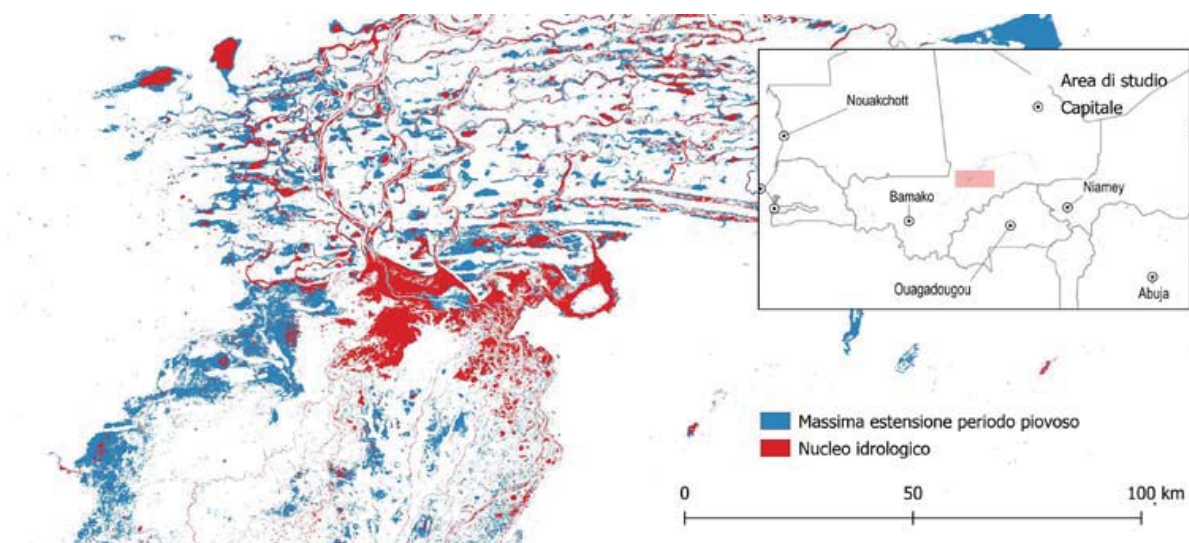 Area di studio
Capitale
Nouakchott
Bamako
Niamey
Ouagadougou
Abuja
Massima estensione periodo piovoso
Nucleo idrologico
0
50
100 km